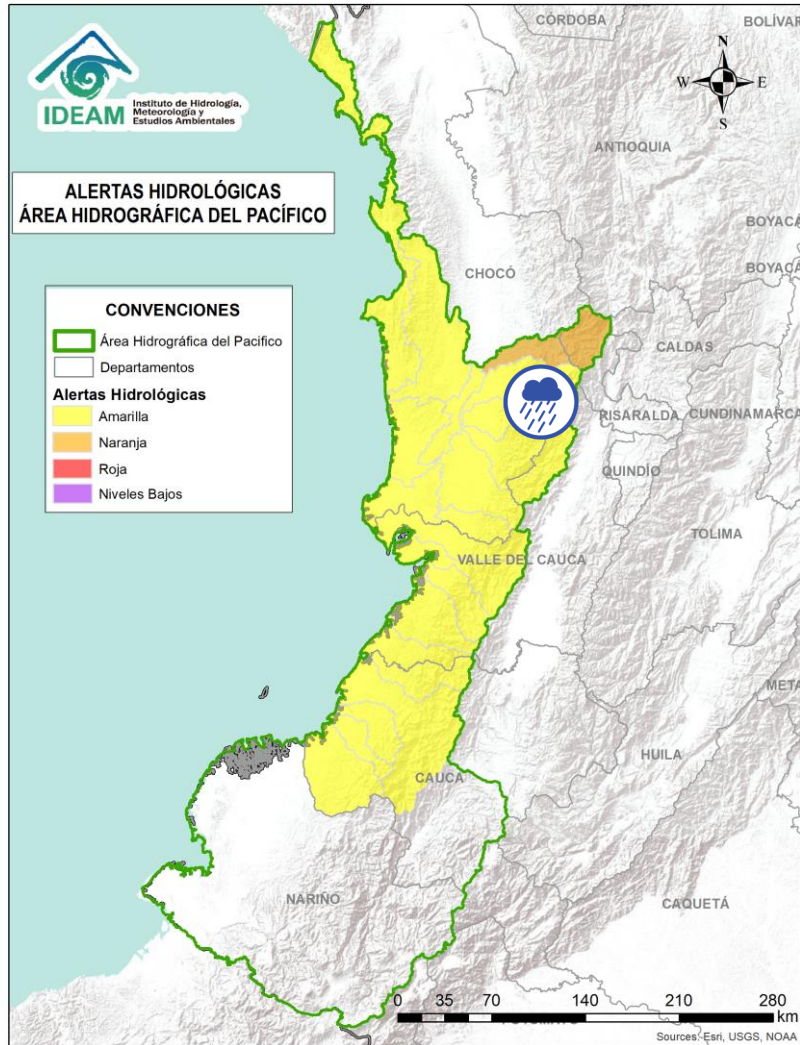 IDEAM
Instituto de Hidrología,
Meteorología y
Estudios Ambientales
ALERTAS HIDROLÓGICAS
ÁREA HIDROGRÁFICA DEL PACÍFICO
CONVENCIONES
Área Hidrográfica del Pacifico
Departamentos
Alertas Hidrológicas
Amarilla
Naranja
Roja
Niveles Bajos
N
W E
S
CÓRDOBA
BOLÍVAR
ANTIOQUIA
BOYACÁ
BOYACÁ
CHOCÓ
CALDAS
RISARALDA
CUNDINAMARCA
QUINDÍO
TOLIMA
VALLE DEL CAUCA
META
HUILA
CAUCA
NARIÑO
CAQUETÁ
0 35 70 140 210 280
km
Sources: Esri, USGS, NOAA